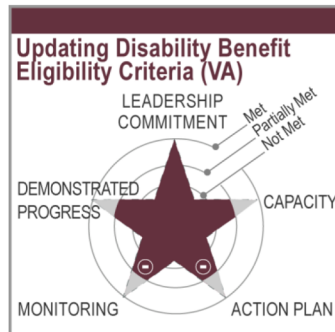 Updating Disability Benefit
Eligibility Criteria (VA)
LEADERSHIP
COMMITMENT
Met
Partially Met
Not Met
DEMONSTRATED
PROGRESS
CAPACITY
MONITORING
ACTION PLAN